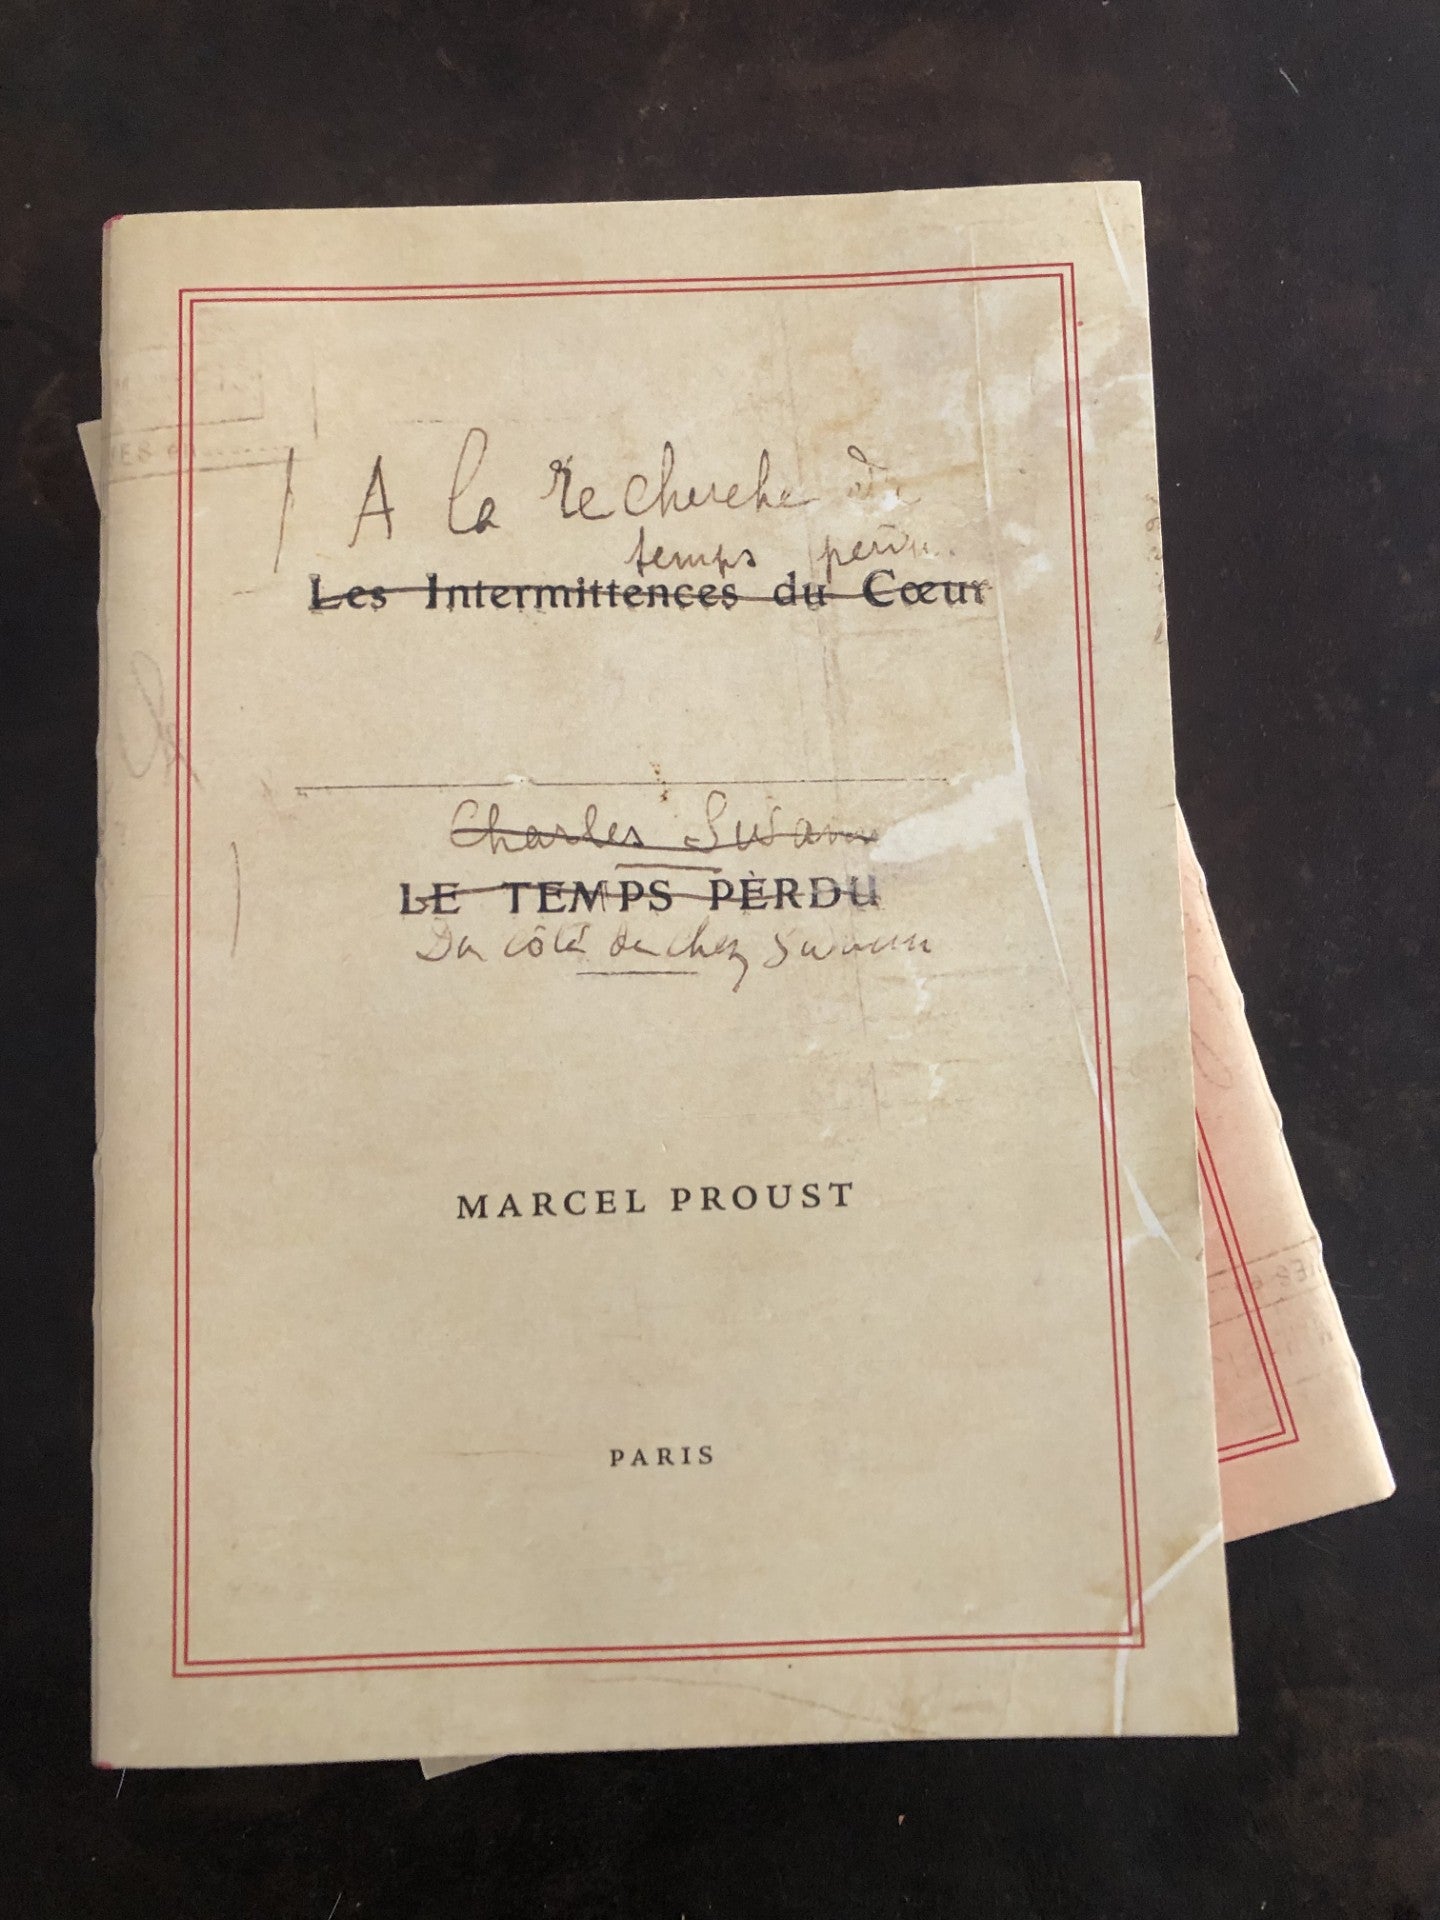 A la recherche du
temps perdu
Les Intermittences du Cœur
Charles Swann
LE TEMPS PERDU
Du côté de chez Swann
MARCEL PROUST
PARIS